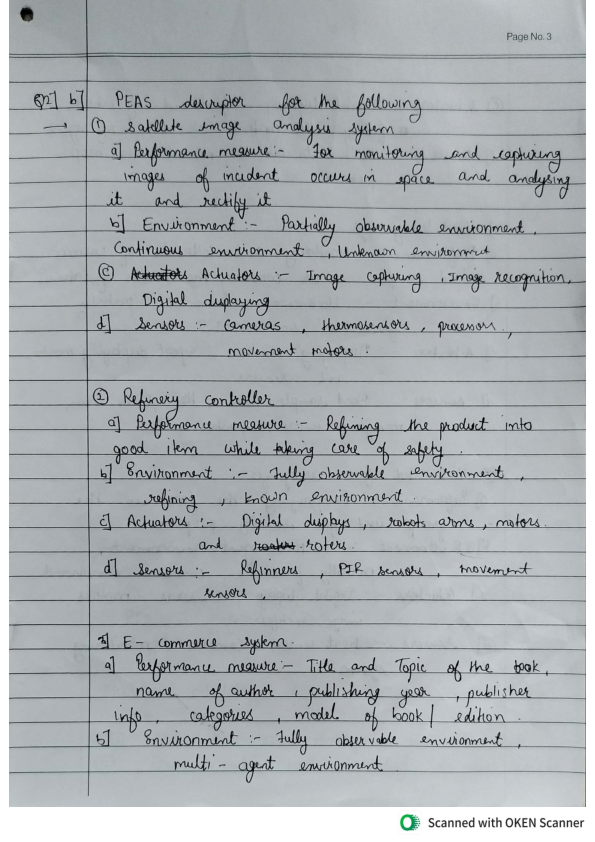 Page No. 3
Q2] b] PEAS descriptor for the following
→ ① Satellite image analysis system
a] Performance measure :- For monitoring and capturing
images of incident occurs in space and analysing
it and rectify it
b] Environment :- Partially observable environment,
Continuous environment, Unknown environment
c) Actuators Actuators :- Image capturing, Image recognition,
Digital displaying
d] Sensors :- Cameras, thermosensors, processors,
movement motors.
② Refinery controller
a] Performance measure :- Refining the product into
good item while taking care of safety.
b] Environment :- Fully observable environment,
refining, known environment.
c] Actuators :- Digital displays, robots arms, motors
and roters.
d] Sensors :- Refinners, PIR sensors, movement
sensors,
3] E-commerce system.
a] Performance measure :- Title and Topic of the book,
name of author, publishing year, publisher
info, categories, model of book / edition.
b] Environment :- Fully observable environment,
multi-agent environment
Scanned with OKEN Scanner